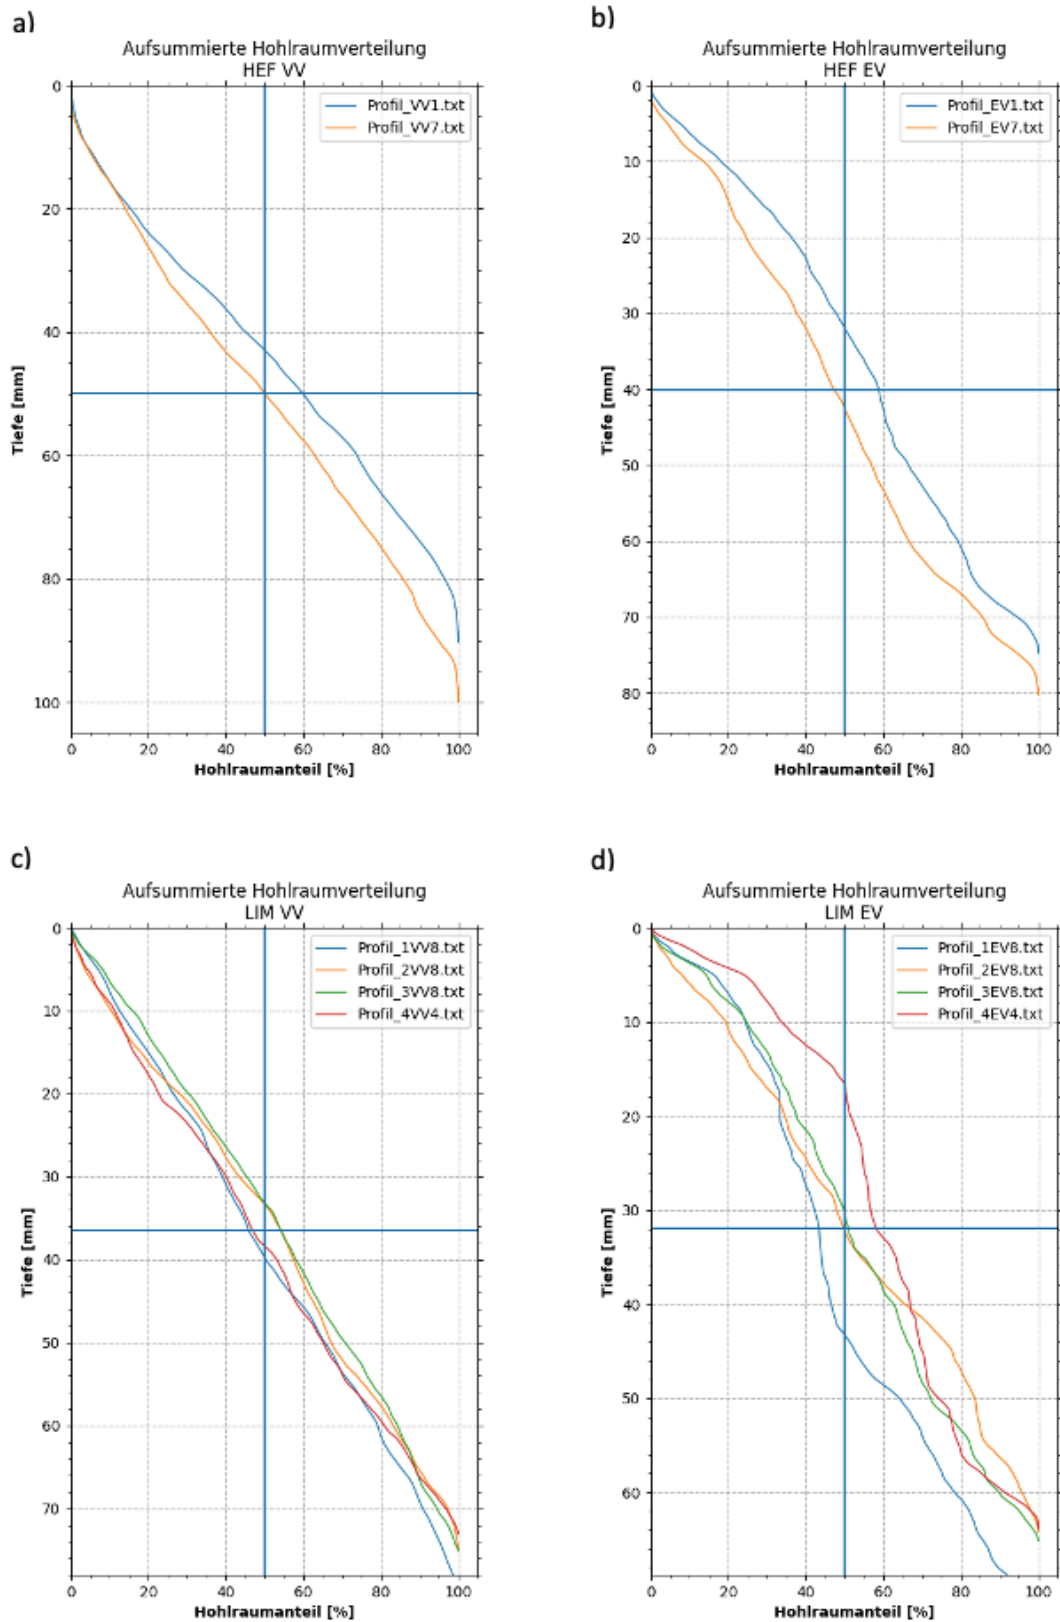 a)
Aufsummierte Hohlraumverteilung
HEF VV
Profil_VV1.txt
Profil_VV7.txt
0
20
40
60
80
100
Tiefe [mm]
0 20 40 60 80 100
Hohlraumanteil [%]
b)
Aufsummierte Hohlraumverteilung
HEF EV
Profil_EV1.txt
Profil_EV7.txt
0
10
20
30
40
50
60
70
80
Tiefe [mm]
0 20 40 60 80 100
Hohlraumanteil [%]
c)
Aufsummierte Hohlraumverteilung
LIM VV
Profil_1VV8.txt
Profil_2VV8.txt
Profil_3VV8.txt
Profil_4VV4.txt
0
10
20
30
40
50
60
70
Tiefe [mm]
0 20 40 60 80 100
Hohlraumanteil [%]
d)
Aufsummierte Hohlraumverteilung
LIM EV
Profil_1EV8.txt
Profil_2EV8.txt
Profil_3EV8.txt
Profil_4EV4.txt
0
10
20
30
40
50
60
Tiefe [mm]
0 20 40 60 80 100
Hohlraumanteil [%]